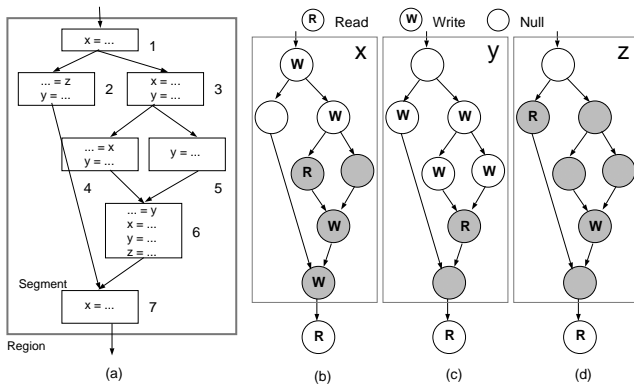 R Read W Write Null
x = ... 1
... = z
y = ... 2
x = ...
y = ... 3
... = x
y = ... 4
y = ... 5
... = y
x = ...
y = ...
z = ... 6
Segment
x = ... 7
Region
(a)
x
W
W
R
W
W
R
(b)
y
W
W
W
W
R
R
(c)
z
R
W
R
(d)